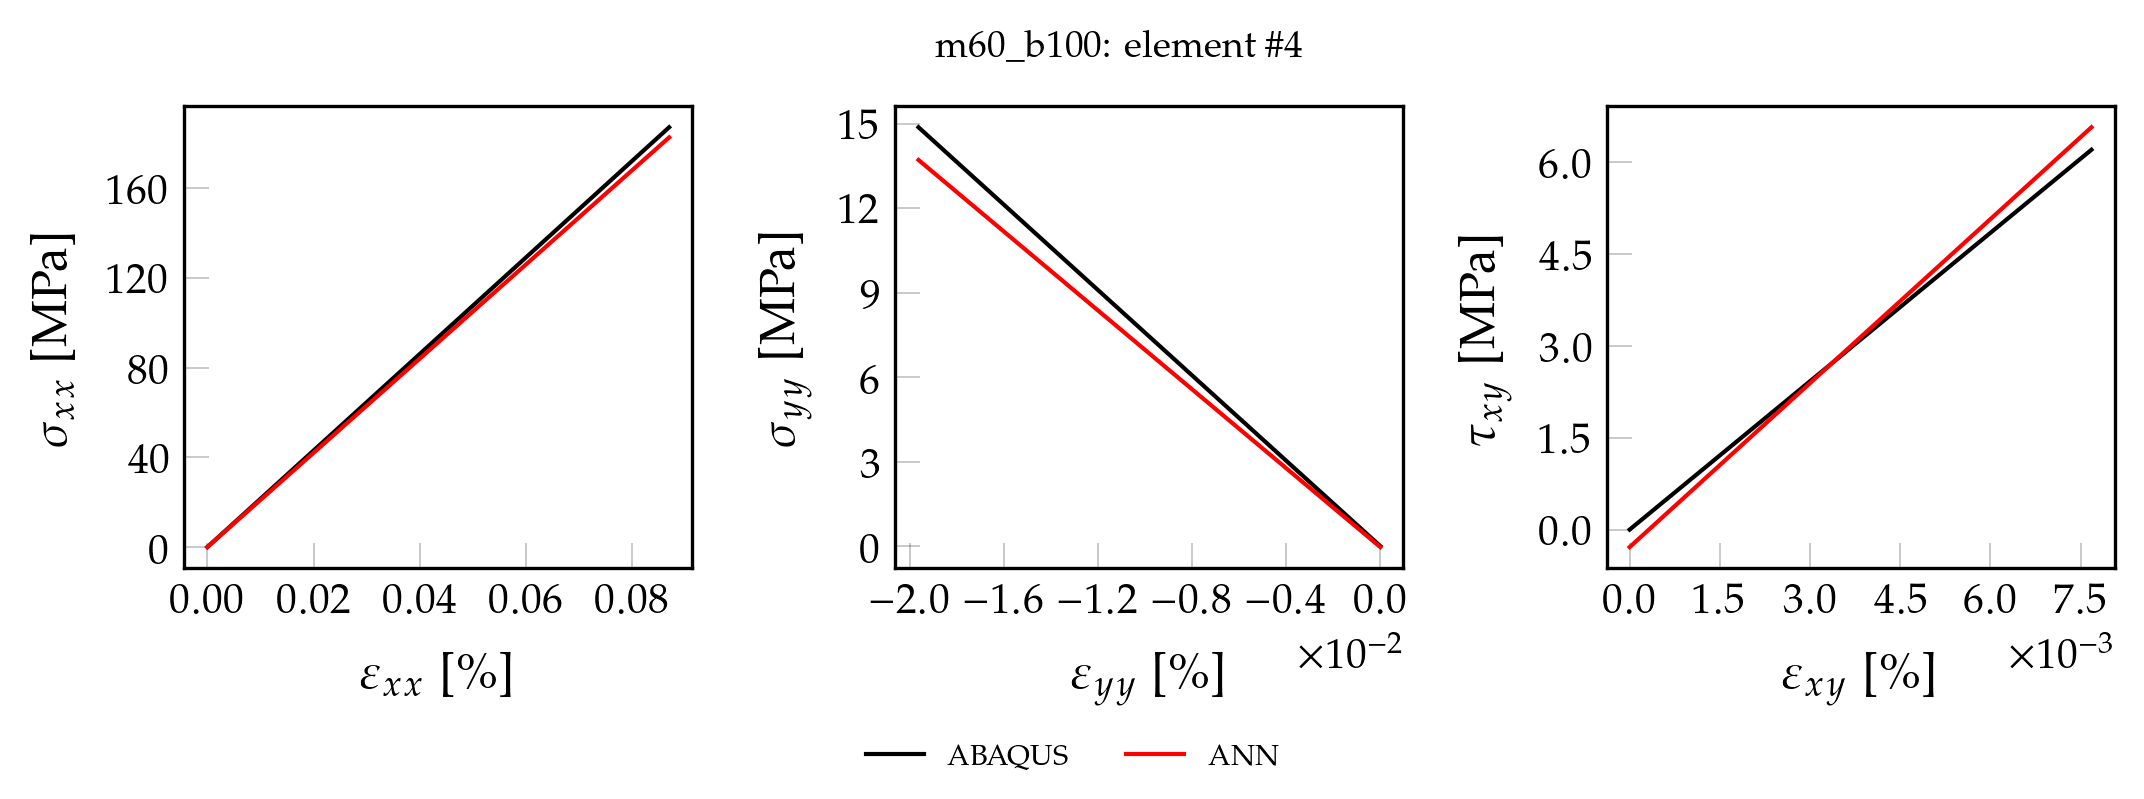 m60_b100: element #4
σxx [MPa]
160
120
80
40
0
0.00 0.02 0.04 0.06 0.08
εxx [%]
σyy [MPa]
15
12
9
6
3
0
−2.0 −1.6 −1.2 −0.8 −0.4 0.0
×10−2
εyy [%]
τxy [MPa]
6.0
4.5
3.0
1.5
0.0
0.0 1.5 3.0 4.5 6.0 7.5
×10−3
εxy [%]
ABAQUS ANN